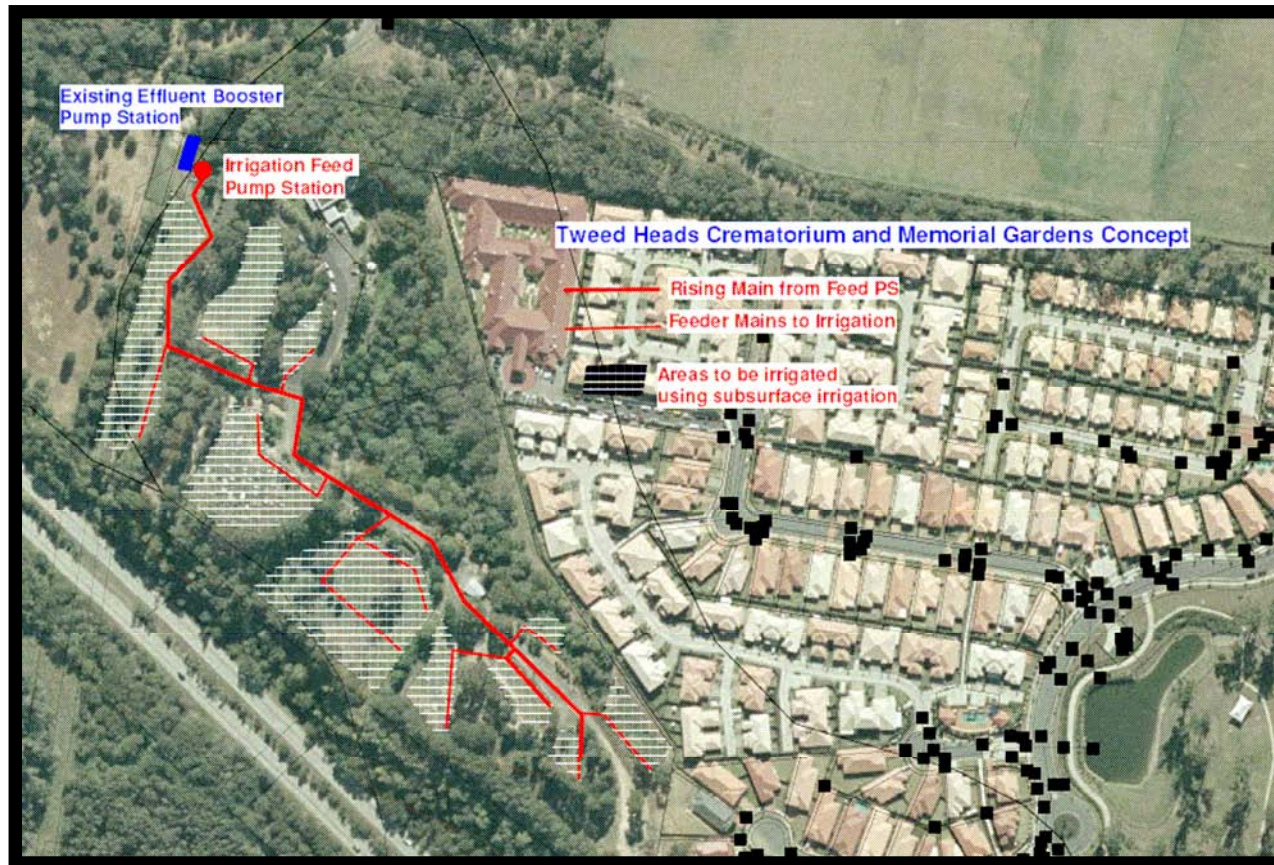 Existing Effluent Booster
Pump Station
Irrigation Feed
Pump Station
Tweed Heads Crematorium and Memorial Gardens Concept
Rising Main from Feed PS
Feeder Mains to Irrigation
Areas to be irrigated
using subsurface irrigation